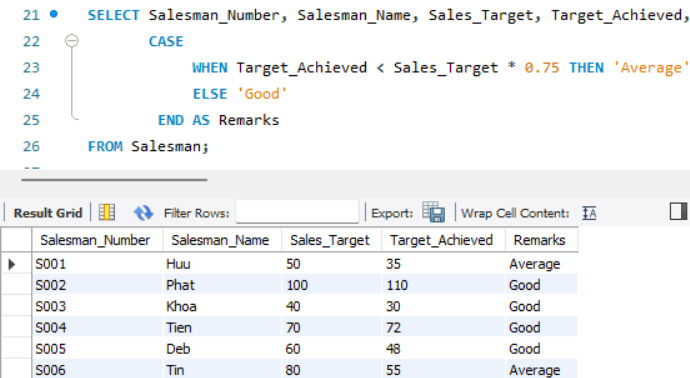 21 SELECT Salesman_Number, Salesman_Name, Sales_Target, Target_Achieved,
22 CASE
23 WHEN Target_Achieved < Sales_Target * 0.75 THEN 'Average'
24 ELSE 'Good'
25 END AS Remarks
26 FROM Salesman;
Result Grid Filter Rows: Export: Wrap Cell Content: IA
Salesman_Number Salesman_Name Sales_Target Target_Achieved Remarks
S001 Huu 50 35 Average
S002 Phat 100 110 Good
S003 Khoa 40 30 Good
S004 Tien 70 72 Good
S005 Deb 60 48 Good
S006 Tin 80 55 Average